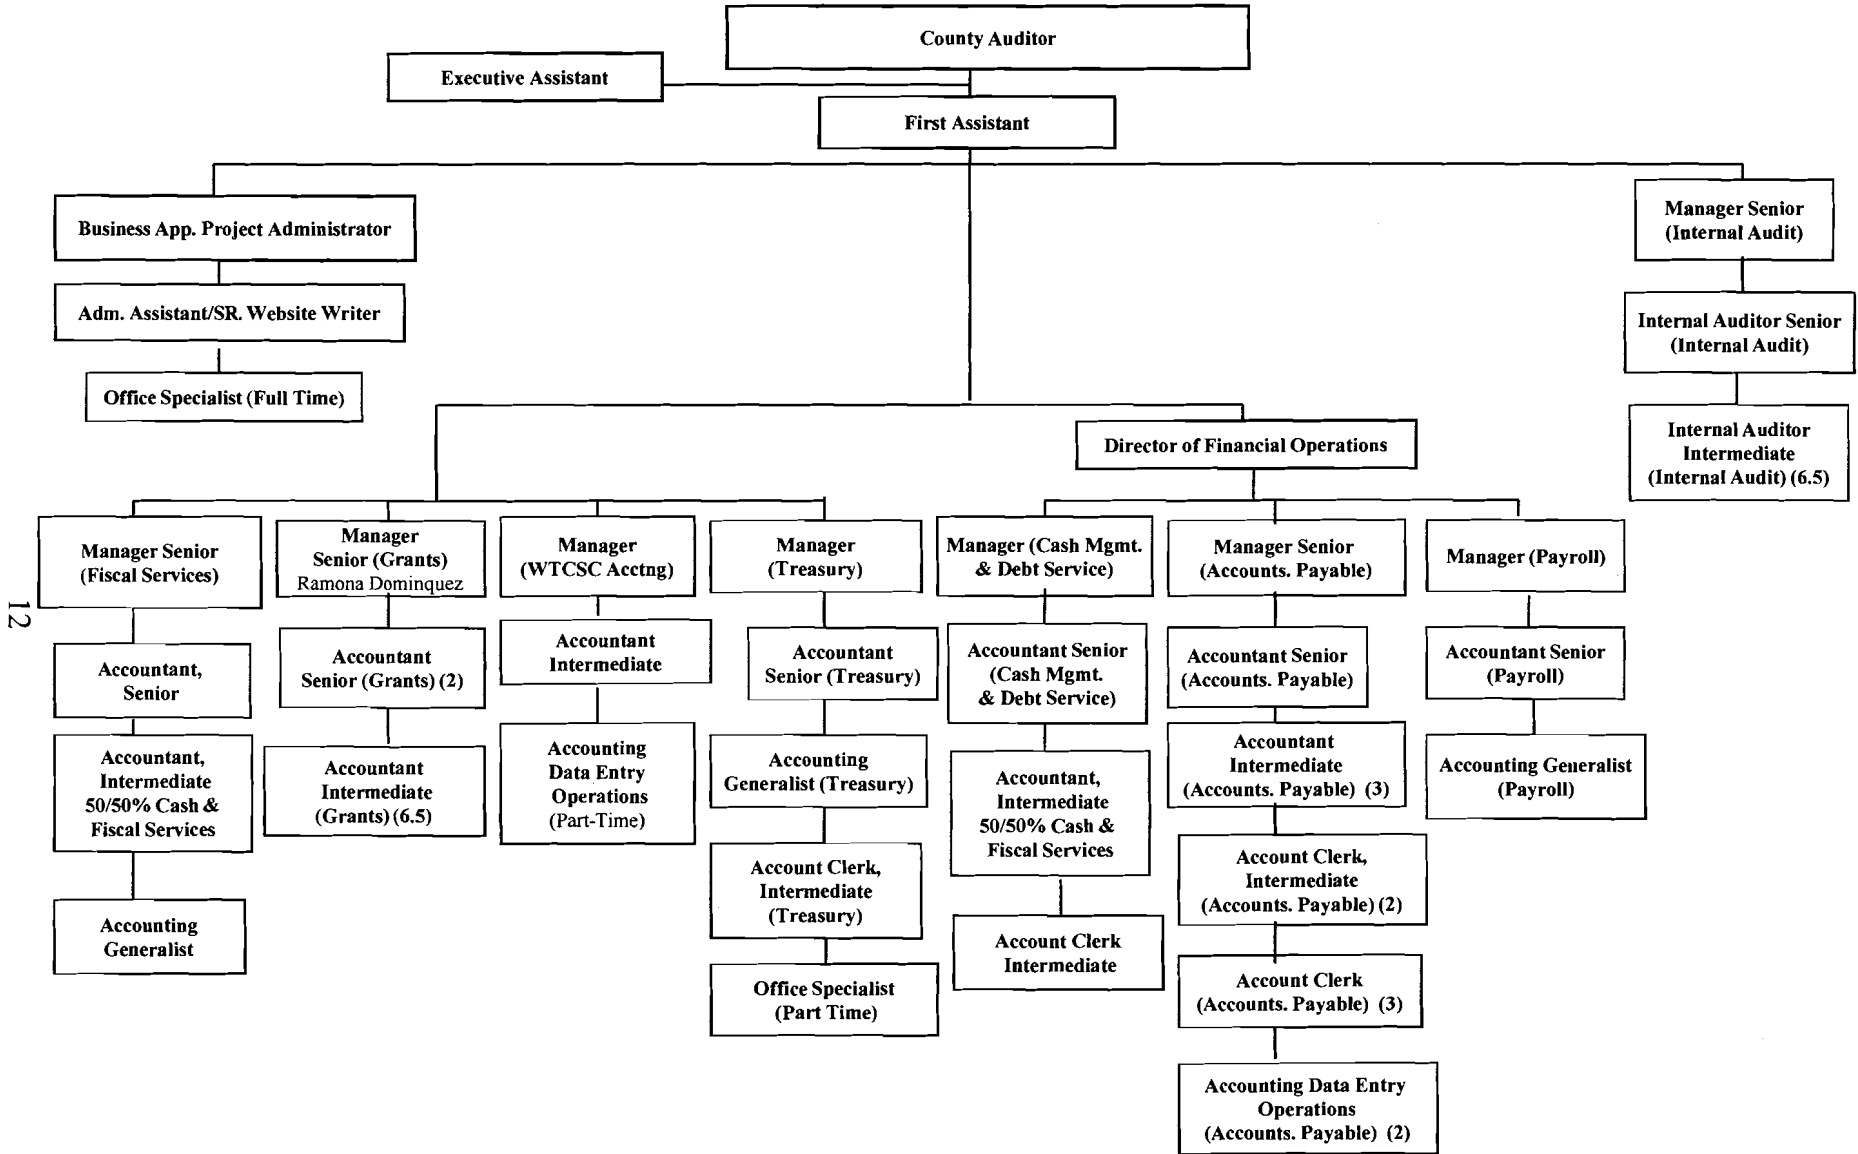 County Auditor
Executive Assistant
First Assistant
Business App. Project Administrator
Adm. Assistant/SR. Website Writer
Office Specialist (Full Time)
Manager Senior
(Internal Audit)
Internal Auditor Senior
(Internal Audit)
Internal Auditor
Intermediate
(Internal Audit) (6.5)
Director of Financial Operations
Manager Senior
(Fiscal Services)
Accountant,
Senior
Accountant,
Intermediate
50/50% Cash &
Fiscal Services
Accounting
Generalist
Manager
Senior (Grants)
Ramona Dominquez
Accountant
Senior (Grants) (2)
Accountant
Intermediate
(Grants) (6.5)
Manager
(WTCSC Acctng)
Accountant
Intermediate
Accounting
Data Entry
Operations
(Part-Time)
Manager
(Treasury)
Accountant
Senior (Treasury)
Accounting
Generalist (Treasury)
Account Clerk,
Intermediate
(Treasury)
Office Specialist
(Part Time)
Manager (Cash Mgmt.
& Debt Service)
Accountant Senior
(Cash Mgmt.
& Debt Service)
Accountant,
Intermediate
50/50% Cash &
Fiscal Services
Account Clerk
Intermediate
Manager Senior
(Accounts. Payable)
Accountant Senior
(Accounts. Payable)
Accountant
Intermediate
(Accounts. Payable) (3)
Account Clerk,
Intermediate
(Accounts. Payable) (2)
Account Clerk
(Accounts. Payable) (3)
Accounting Data Entry
Operations
(Accounts. Payable) (2)
Manager (Payroll)
Accountant Senior
(Payroll)
Accounting Generalist
(Payroll)
12